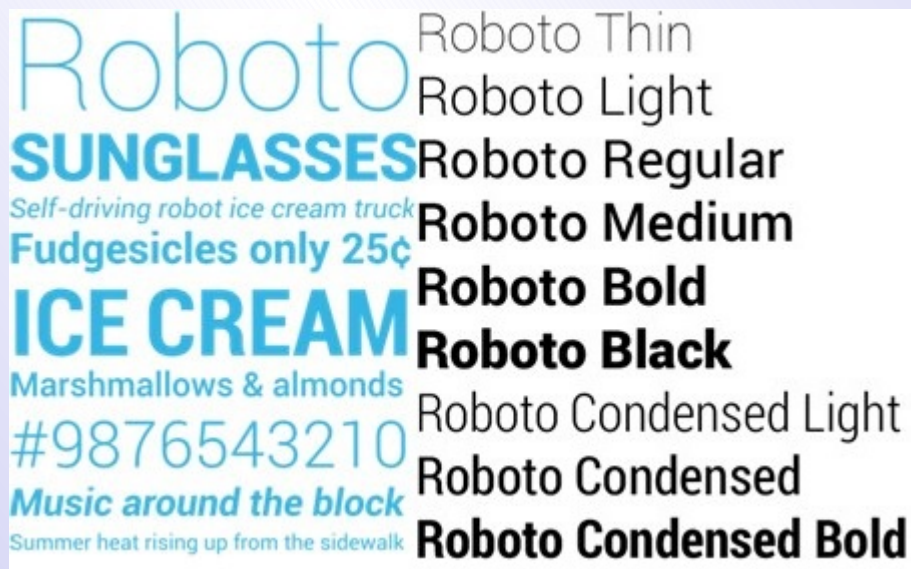 Roboto
SUNGLASSES
Self-driving robot ice cream truck
Fudgesicles only 25¢
ICE CREAM
Marshmallows & almonds
#9876543210
Music around the block
Summer heat rising up from the sidewalk
Roboto Thin
Roboto Light
Roboto Regular
Roboto Medium
Roboto Bold
Roboto Black
Roboto Condensed Light
Roboto Condensed
Roboto Condensed Bold